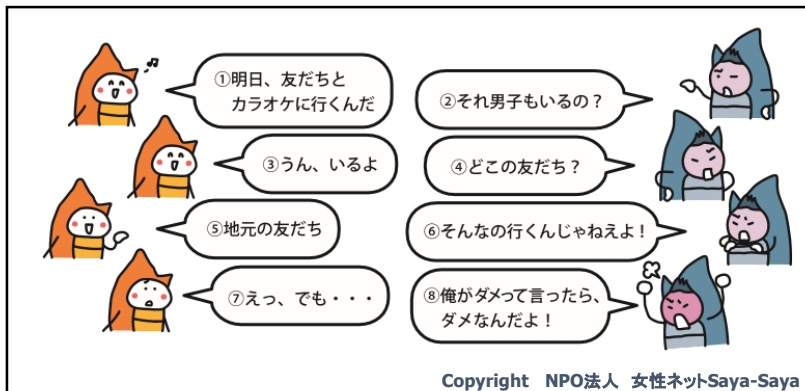 ①明日、友だちと
カラオケに行くんだ
②それ男子もいるの？
③うん、いるよ
④どこの友だち？
⑤地元の友だち
⑥そんなの行くんじゃねえよ！
⑦えっ、でも・・・
⑧俺がダメって言ったら、
ダメなんだよ！
Copyright NPO法人 女性ネットSaya-Saya